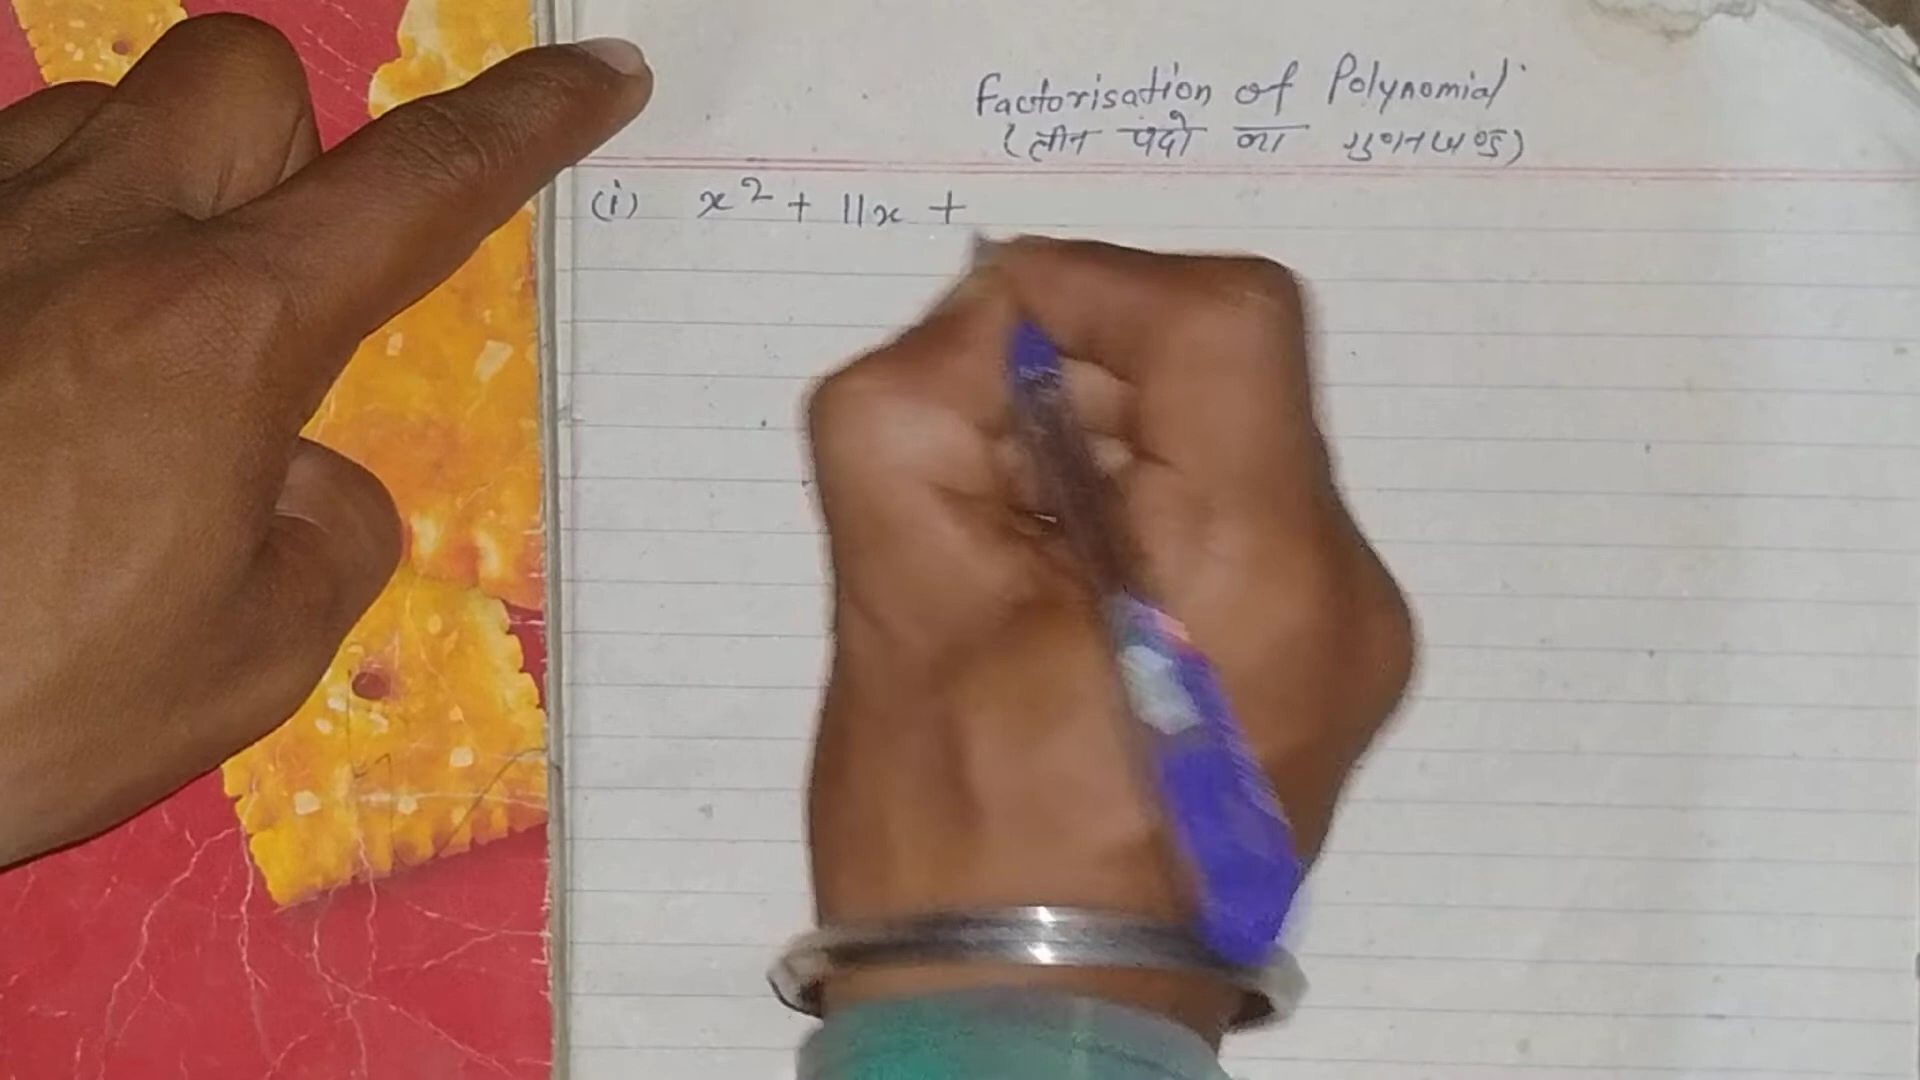 Factorisation of Polynomial
(तीन पदो का गुणनखण्ड)
(i) x² + 11x +